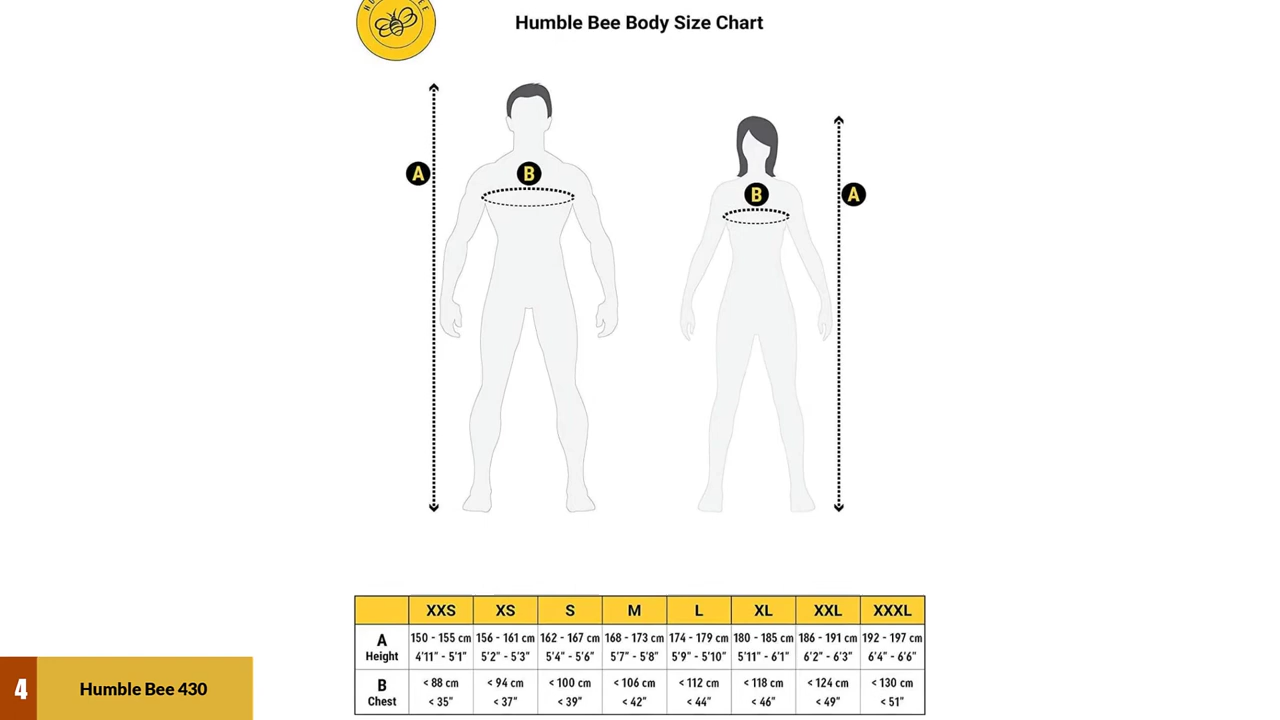 Humble Bee Body Size Chart
A
B
B
A
XXS XS S M L XL XXL XXXL
A
Height
150 - 155 cm 156 - 161 cm 162 - 167 cm 168 - 173 cm 174 - 179 cm 180 - 185 cm 186 - 191 cm 192 - 197 cm
4'11" - 5'1" 5'2" - 5'3" 5'4" - 5'6" 5'7" - 5'8" 5'9" - 5'10" 5'11" - 6'1" 6'2" - 6'3" 6'4" - 6'6"
B
Chest
< 88 cm < 94 cm < 100 cm < 106 cm < 112 cm < 118 cm < 124 cm < 130 cm
< 35" < 37" < 39" < 42" < 44" < 46" < 49" < 51"
4 Humble Bee 430